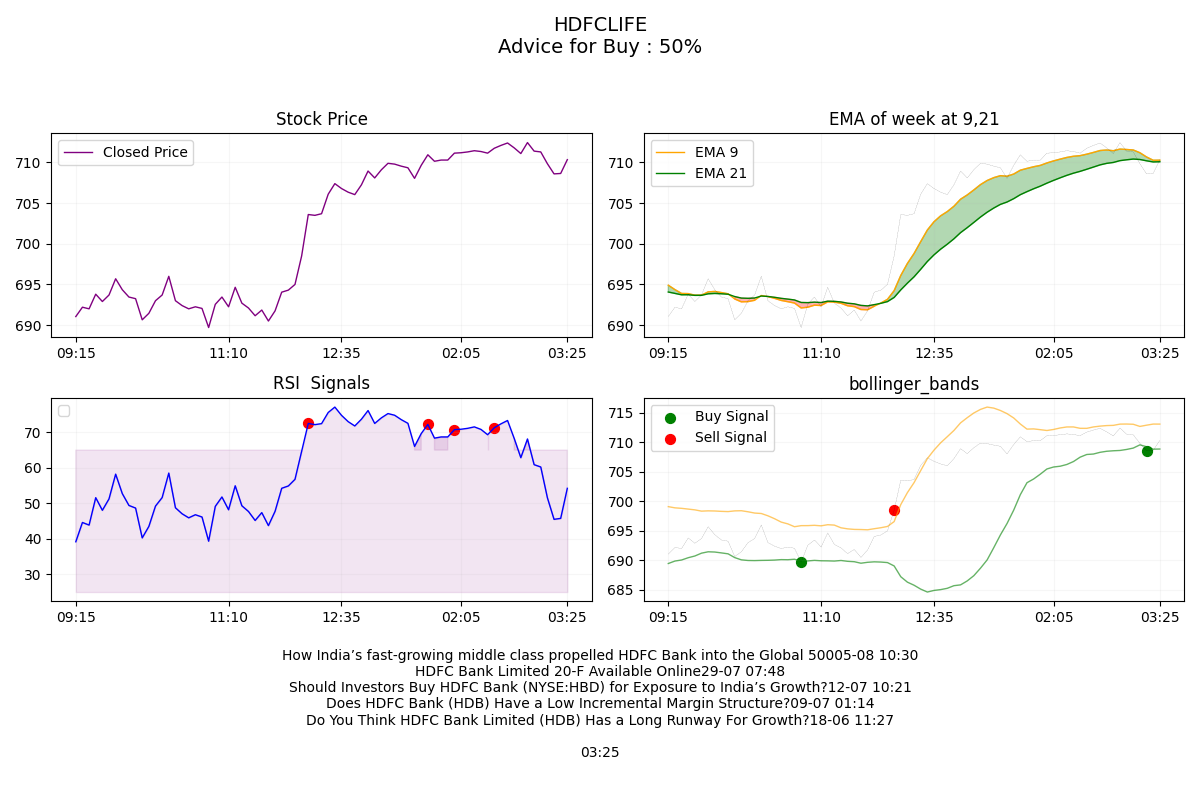 HDFCLIFE
Advice for Buy : 50%
Stock Price
Closed Price
710
705
700
695
690
09:15
11:10
12:35
02:05
03:25
EMA of week at 9,21
EMA 9
EMA 21
710
705
700
695
690
09:15
11:10
12:35
02:05
03:25
RSI  Signals
70
60
50
40
30
09:15
11:10
12:35
02:05
03:25
bollinger_bands
Buy Signal
Sell Signal
715
710
705
700
695
690
685
09:15
11:10
12:35
02:05
03:25
How India’s fast-growing middle class propelled HDFC Bank into the Global 50005-08 10:30
HDFC Bank Limited 20-F Available Online29-07 07:48
Should Investors Buy HDFC Bank (NYSE:HBD) for Exposure to India’s Growth?12-07 10:21
Does HDFC Bank (HDB) Have a Low Incremental Margin Structure?09-07 01:14
Do You Think HDFC Bank Limited (HDB) Has a Long Runway For Growth?18-06 11:27
03:25